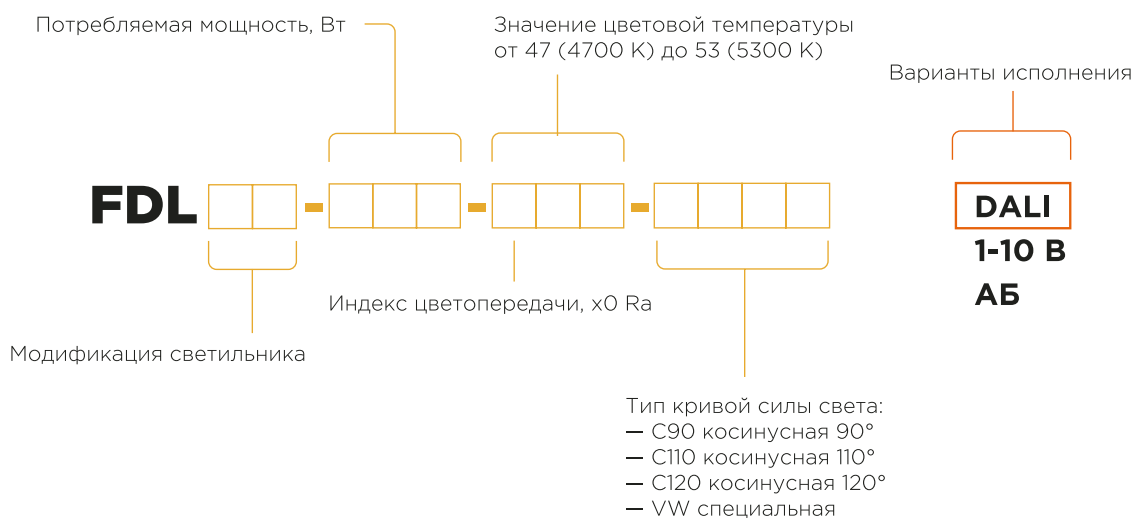 Потребляемая мощность, Вт
Значение цветовой температуры
от 47 (4700 К) до 53 (5300 К)
Варианты исполнения
FDL - - - DALI
1-10 В
АБ
Индекс цветопередачи, х0 Ra
Модификация светильника
Тип кривой силы света:
— С90 косинусная 90°
— С110 косинусная 110°
— С120 косинусная 120°
— VW специальная